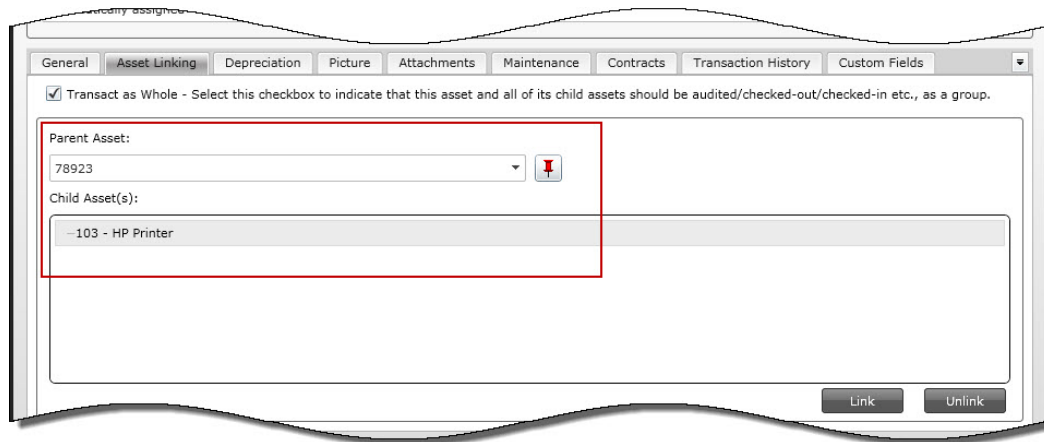 General Asset Linking Depreciation Picture Attachments Maintenance Contracts Transaction History Custom Fields
Transact as Whole - Select this checkbox to indicate that this asset and all of its child assets should be audited/checked-out/checked-in etc., as a group.
Parent Asset:
78923
Child Asset(s):
103 - HP Printer
Link Unlink